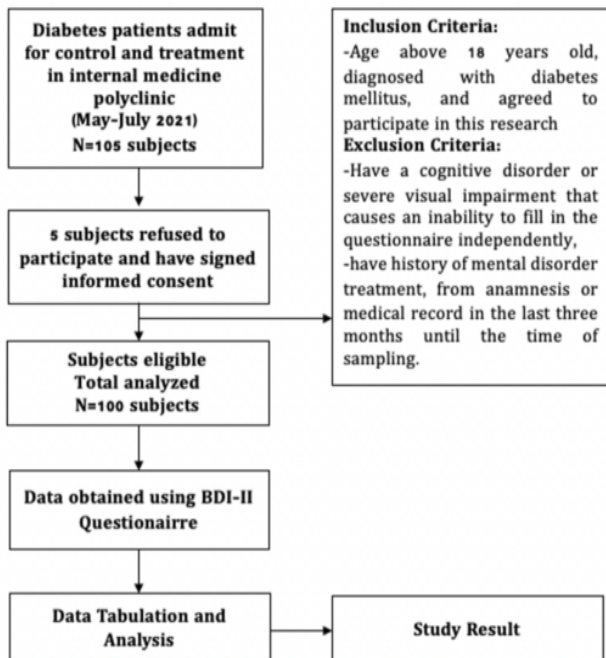 Diabetes patients admit
for control and treatment
in internal medicine
polyclinic
(May-July 2021)
N=105 subjects
5 subjects refused to
participate and have signed
informed consent
Subjects eligible
Total analyzed
N=100 subjects
Data obtained using BDI-II
Questionairre
Data Tabulation and
Analysis
Inclusion Criteria:
-Age above 18 years old,
diagnosed with diabetes
mellitus, and agreed to
participate in this research
Exclusion Criteria:
-Have a cognitive disorder or
severe visual impairment that
causes an inability to fill in the
questionnaire independently,
-have history of mental disorder
treatment, from anamnesis or
medical record in the last three
months until the time of
sampling.
Study Result